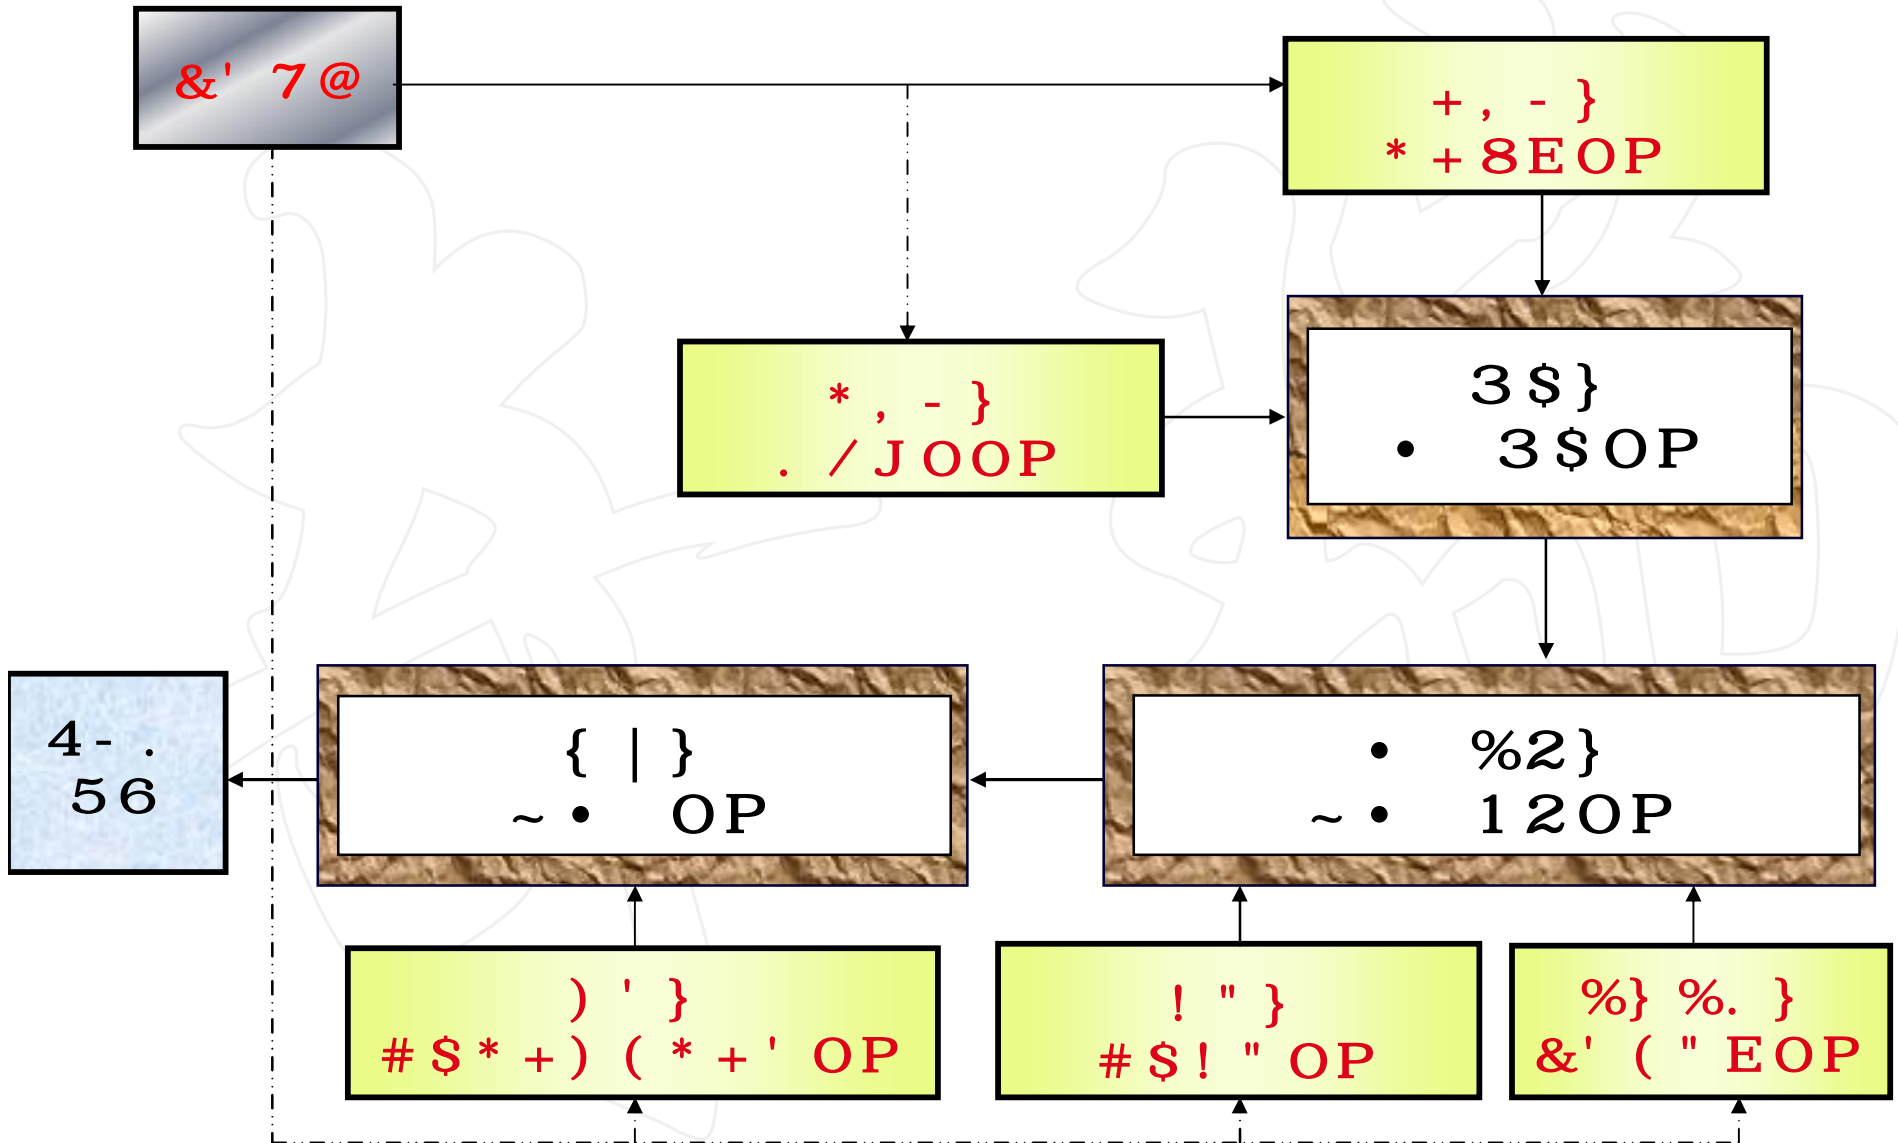 &' 7@
+, - }
* +8EOP
*, - }
. /JOOP
3$}
• 3$OP
4- .
56
{ | }
~ • OP
• %2}
~ • 12OP
) ' }
#$*+) ( *+' OP
! "}
#$! "OP
%} %. }
&' ( "EOP